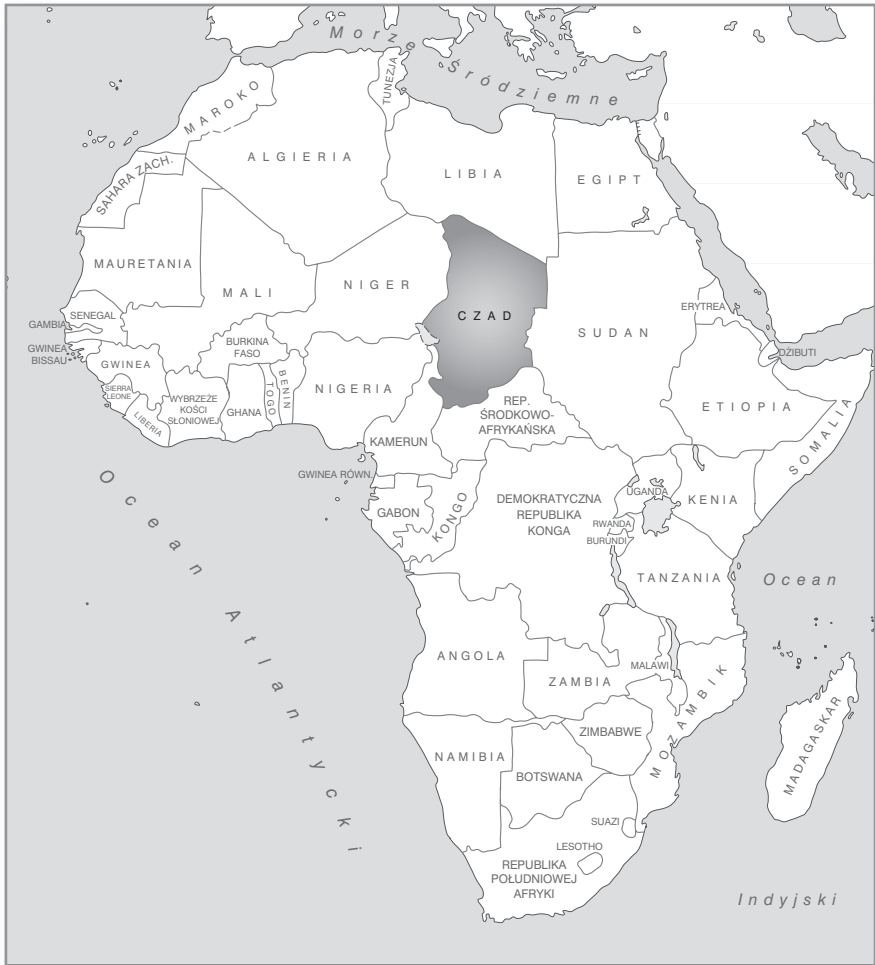 Morze
Śródziemne
TUNEZJA
MAROKO
ALGIERIA
LIBIA
EGIPT
SAHARA ZACH.
MAURETANIA
MALI
NIGER
CZAD
SUDAN
ERYTREA
SENEGAL
GAMBIA
GWINEA
BISSAU
GWINEA
SIERRA
LEONE
LIBERIA
WYBRZEŻE
KOŚCI
SŁONIOWEJ
BURKINA
FASO
GHANA
TOGO
BENIN
NIGERIA
DŻIBUTI
ETIOPIA
SOMALIA
REP.
ŚRODKOWO-
AFRYKAŃSKA
KAMERUN
GWINEA RÓWN.
GABON
KONGO
DEMOKRATYCZNA
REPUBLIKA
KONGA
UGANDA
KENIA
RWANDA
BURUNDI
TANZANIA
Ocean
Ocean Atlantycki
ANGOLA
ZAMBIA
MALAWI
MOZAMBIK
MADAGASKAR
ZIMBABWE
NAMIBIA
BOTSWANA
SUAZI
LESOTHO
REPUBLIKA
POŁUDNIOWEJ
AFRYKI
Indyjski